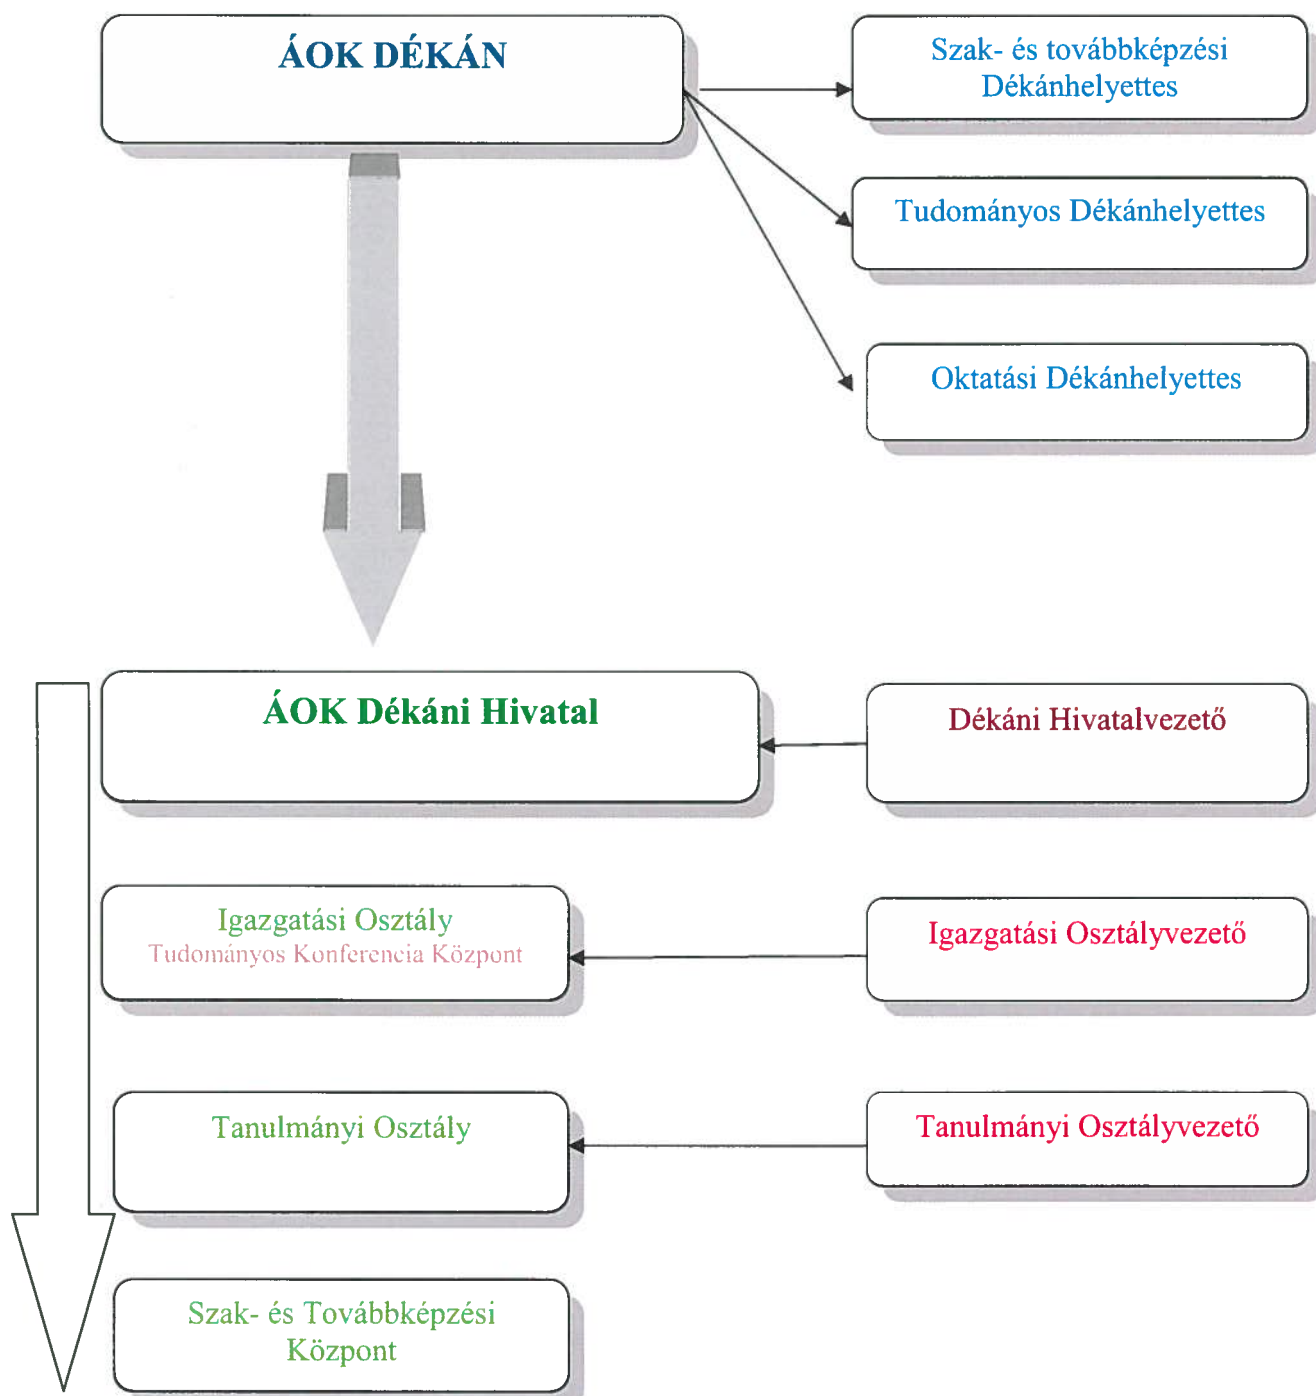 ÁOK DÉKÁN
Szak- és továbbképzési
Dékánhelyettes
Tudományos Dékánhelyettes
Oktatási Dékánhelyettes
ÁOK Dékáni Hivatal
Dékáni Hivatalvezető
Igazgatási Osztály
Tudományos Konferencia Központ
Igazgatási Osztályvezető
Tanulmányi Osztály
Tanulmányi Osztályvezető
Szak- és Továbbképzési
Központ